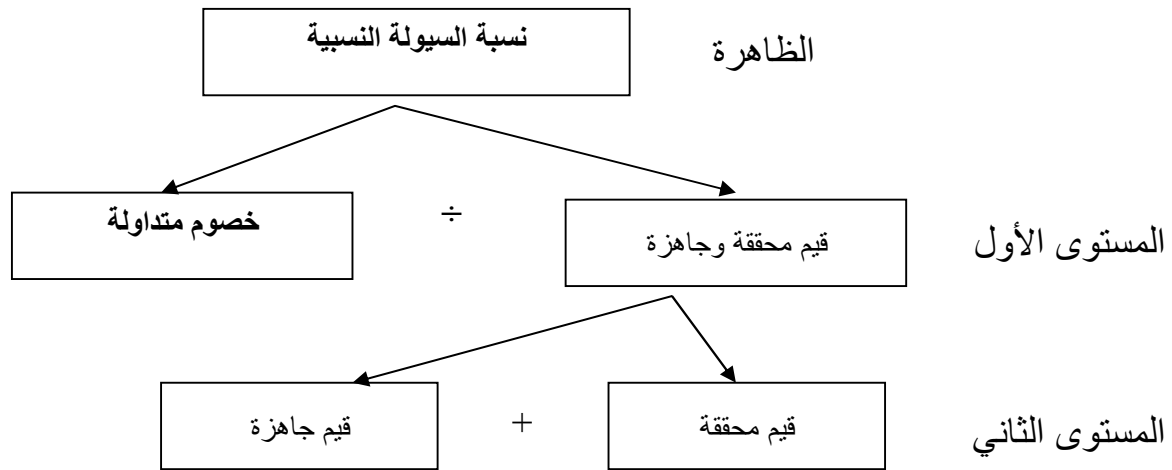 نسبة السيولة النسبية
الظاهرة
المستوى الأول
قيم محققة وجاهزة
÷
خصوم متداولة
المستوى الثاني
قيم محققة
+
قيم جاهزة